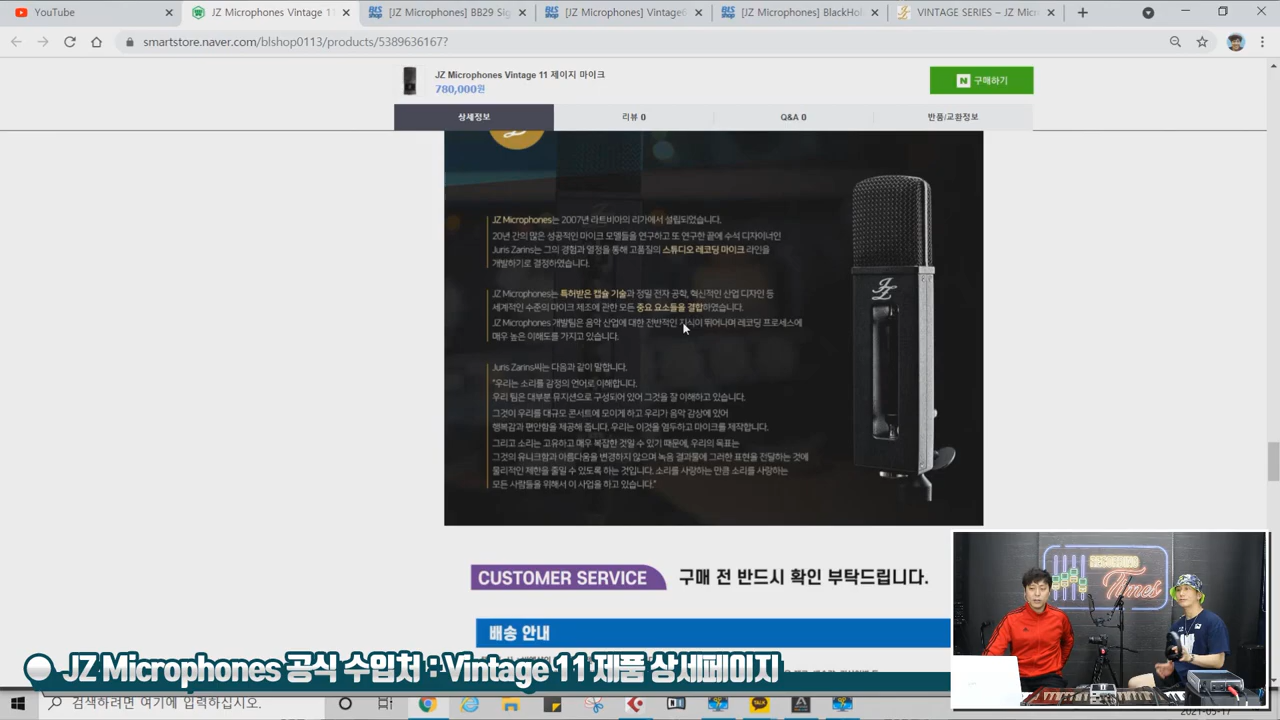 YouTube
JZ Microphones Vintage 1
[JZ Microphones] BB29 Sig
[JZ Microphones] Vintage
[JZ Microphones] BlackHol
VINTAGE SERIES – JZ Micr
smartstore.naver.com/blshop0113/products/5389636167?
JZ Microphones Vintage 11 제이지 마이크
780,000원
N 구매하기
상세정보
리뷰 0
Q&A 0
반품/교환정보
JZ Microphones는 2007년 라트비아의 리가에서 설립되었습니다.
20년 간의 많은 성공적인 마이크 모델들을 연구하고 또 연구한 끝에 수석 디자이너인
Juris Zarins는 그의 경험과 열정을 통해 고품질의 스튜디오 레코딩 마이크 라인을
개발하기로 결정하였습니다.
JZ Microphones는 특허받은 캡슐 기술과 정밀 전자 공학, 혁신적인 산업 디자인 등
세계적인 수준의 마이크 제조에 관한 모든 중요 요소들을 결합하였습니다.
JZ Microphones 개발팀은 음악 산업에 대한 전반적인 지식이 뛰어나며 레코딩 프로세스에
매우 높은 이해도를 가지고 있습니다.
Juris Zarins씨는 다음과 같이 말합니다.
"우리는 소리를 감정의 언어로 이해합니다.
우리 팀은 대부분 뮤지션으로 구성되어 있어 그것을 잘 이해하고 있습니다.
그것이 우리를 대규모 콘서트에 모이게 하고 우리가 음악 감상에 있어
행복감과 편안함을 제공해 줍니다. 우리는 이것을 염두하고 마이크를 제작합니다.
그리고 소리는 고유하고 매우 복잡한 것일 수 있기 때문에, 우리의 목표는
그것의 유니크함과 아름다움을 변경하지 않으며 녹음 결과물에 그러한 표현을 전달하는 것에
물리적인 제한을 줄일 수 있도록 하는 것입니다. 소리를 사랑하는 만큼 소리를 사랑하는
모든 사람들을 위해서 이 사업을 하고 있습니다."
JZ
CUSTOMER SERVICE
구매 전 반드시 확인 부탁드립니다.
배송 안내
Times
JZ Microphones 공식 수입처 : Vintage 11 제품 상세페이지
검색하려면 여기에 입력하십시오.
2021-05-17